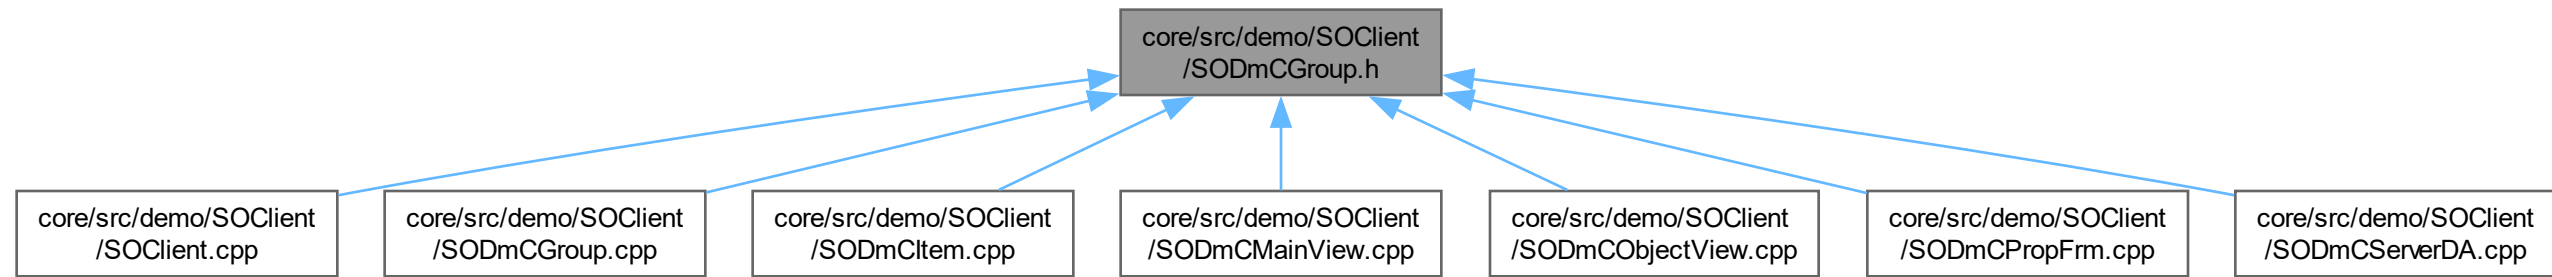 core/src/demo/SOClient
/SODmCGroup.h
core/src/demo/SOClient
/SOClient.cpp
core/src/demo/SOClient
/SODmCGroup.cpp
core/src/demo/SOClient
/SODmCItem.cpp
core/src/demo/SOClient
/SODmCMainView.cpp
core/src/demo/SOClient
/SODmCObjectView.cpp
core/src/demo/SOClient
/SODmCPropFrm.cpp
core/src/demo/SOClient
/SODmCServerDA.cpp